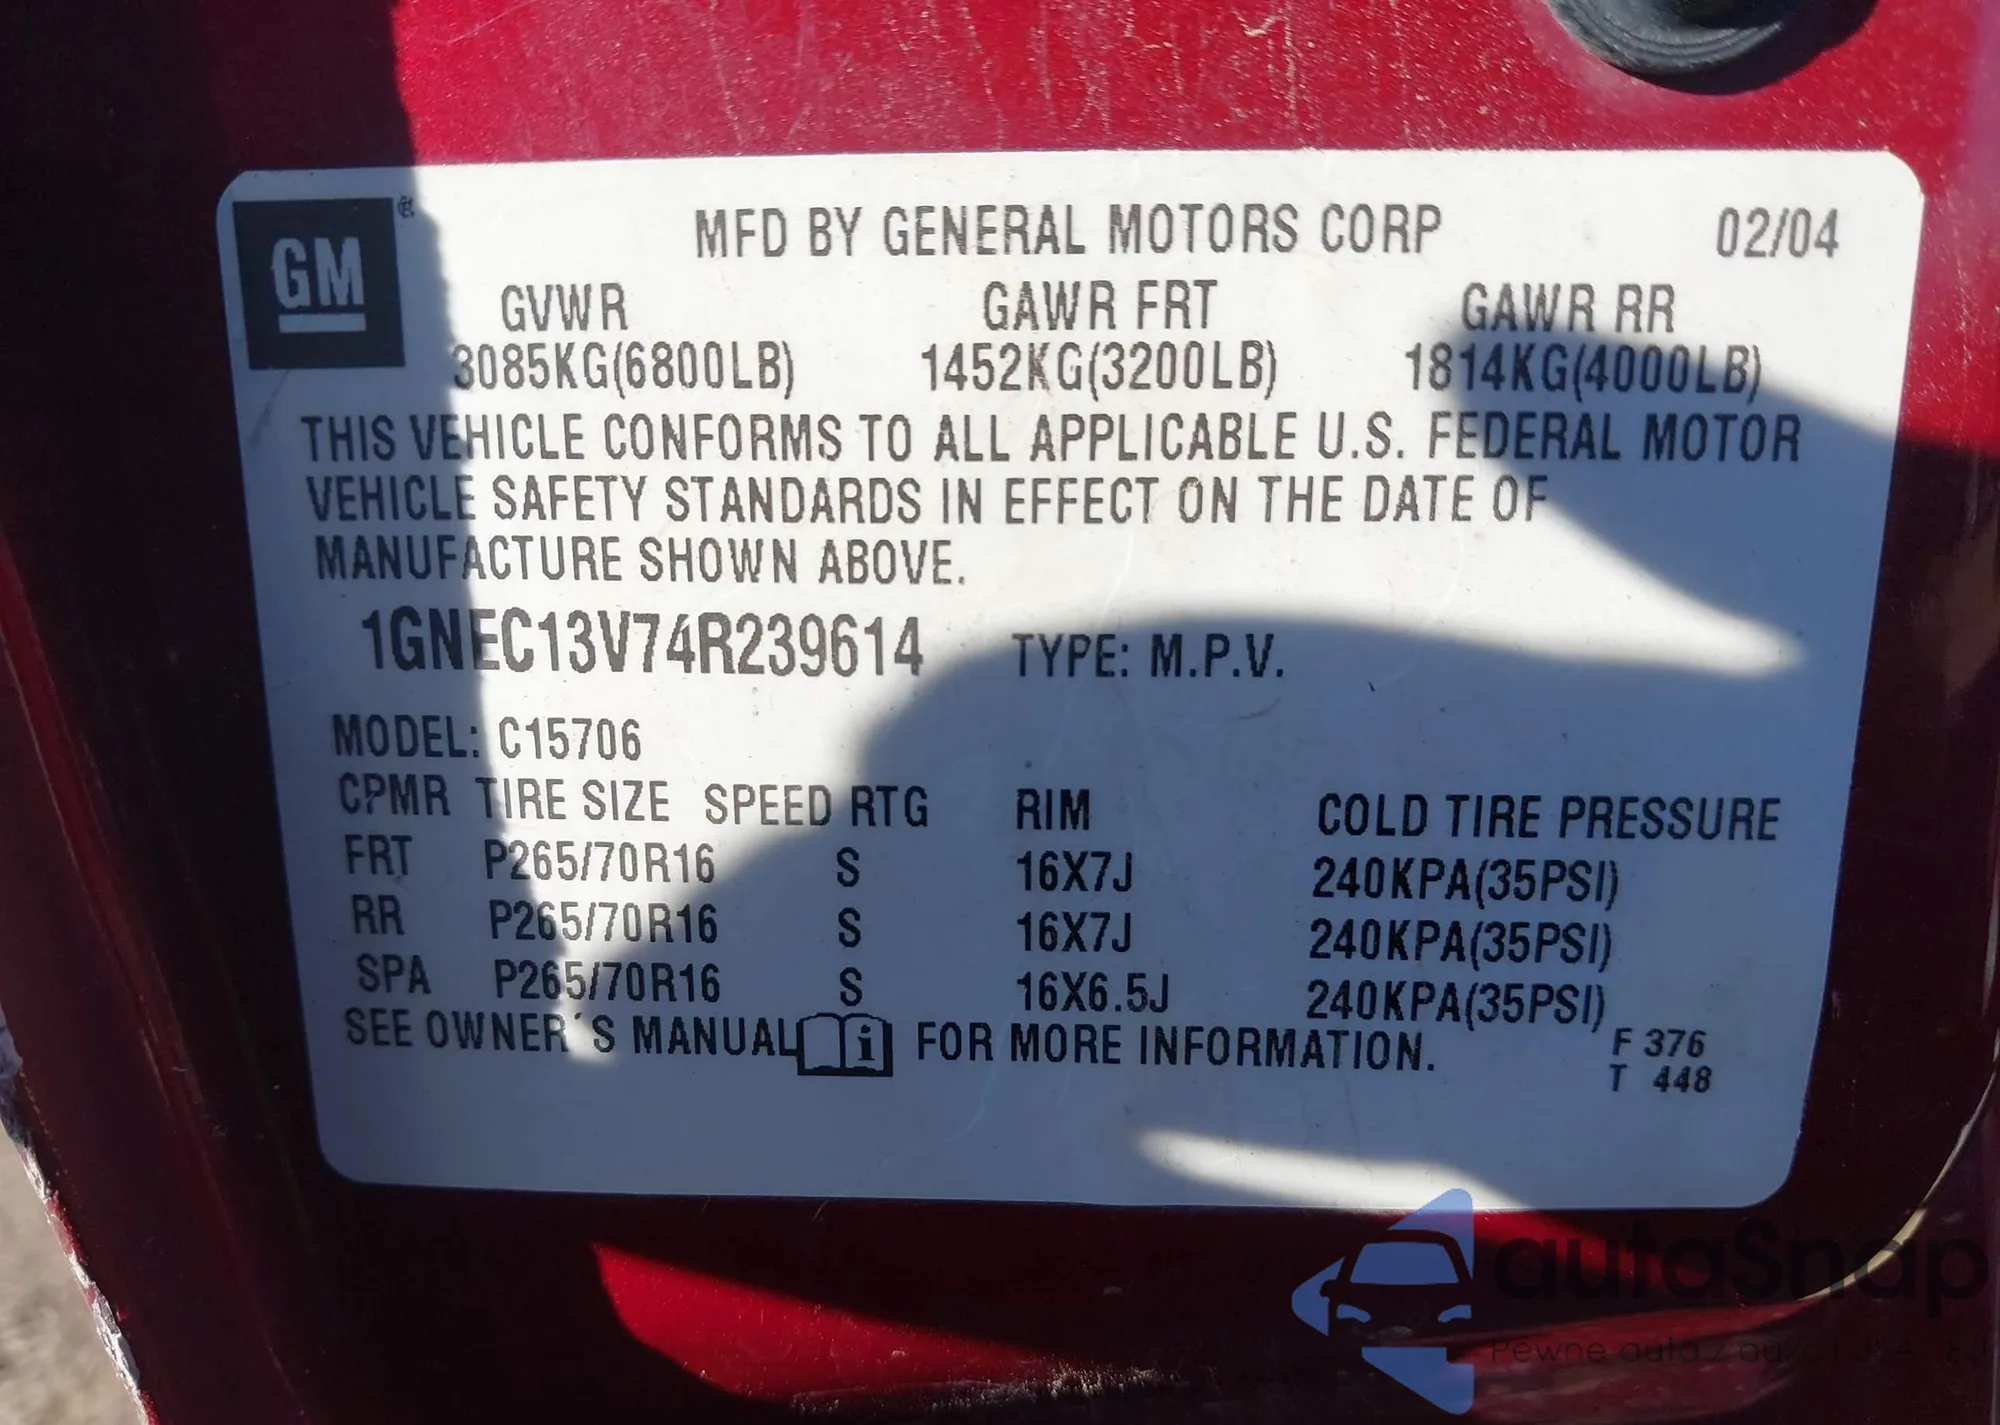 GM®
MFD BY GENERAL MOTORS CORP 02/04
GVWR GAWR FRT GAWR RR
3085KG(6800LB) 1452KG(3200LB) 1814KG(4000LB)
THIS VEHICLE CONFORMS TO ALL APPLICABLE U.S. FEDERAL MOTOR
VEHICLE SAFETY STANDARDS IN EFFECT ON THE DATE OF
MANUFACTURE SHOWN ABOVE.
1GNEC13V74R239614 TYPE: M.P.V.
MODEL: C15706
CPMR TIRE SIZE SPEED RTG RIM COLD TIRE PRESSURE
FRT P265/70R16 S 16X7J 240KPA(35PSI)
RR P265/70R16 S 16X7J 240KPA(35PSI)
SPA P265/70R16 S 16X6.5J 240KPA(35PSI)
SEE OWNER´S MANUAL i FOR MORE INFORMATION.
F 376
T 448
autaSnap
Pewne auta z aukcji